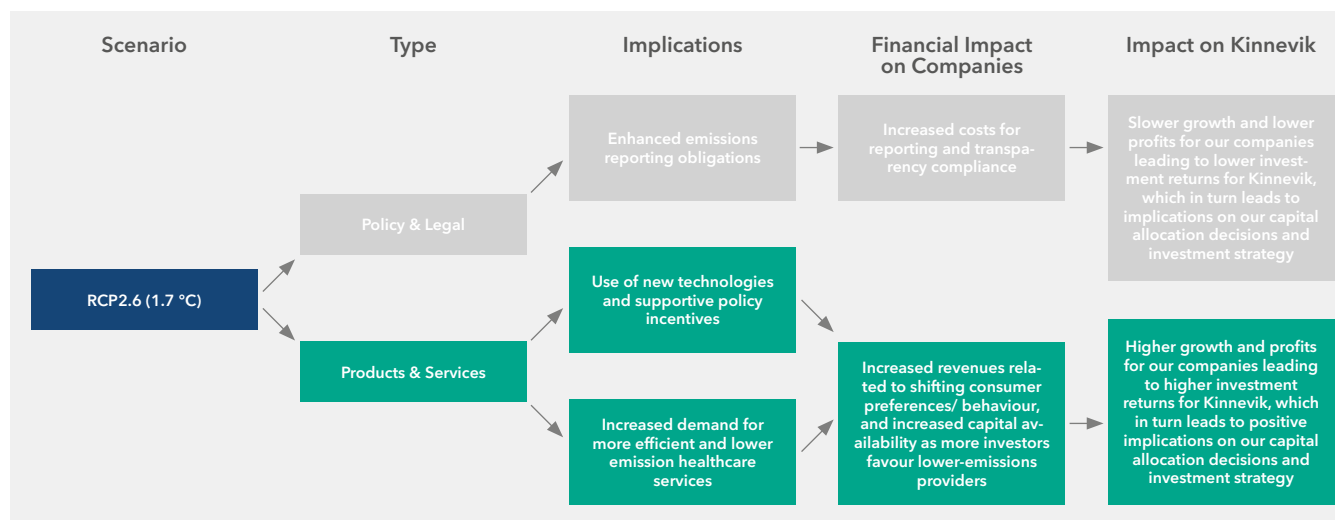 Scenario
Type
Implications
Financial Impact
on Companies
Impact on Kinnevik
Enhanced emissions
reporting obligations
Increased costs for
reporting and transpa-
rency compliance
Slower growth and lower
profits for our companies
leading to lower invest-
ment returns for Kinnevik,
which in turn leads to
implications on our capital
allocation decisions and
investment strategy
Policy & Legal
RCP2.6 (1.7 °C)
Use of new technologies
and supportive policy
incentives
Products & Services
Increased demand for
more efficient and lower
emission healthcare
services
Increased revenues rela-
ted to shifting consumer
preferences/ behaviour,
and increased capital av-
ailability as more investors
favour lower-emissions
providers
Higher growth and profits
for our companies leading
to higher investment
returns for Kinnevik, which
in turn leads to positive
implications on our capital
allocation decisions and
investment strategy